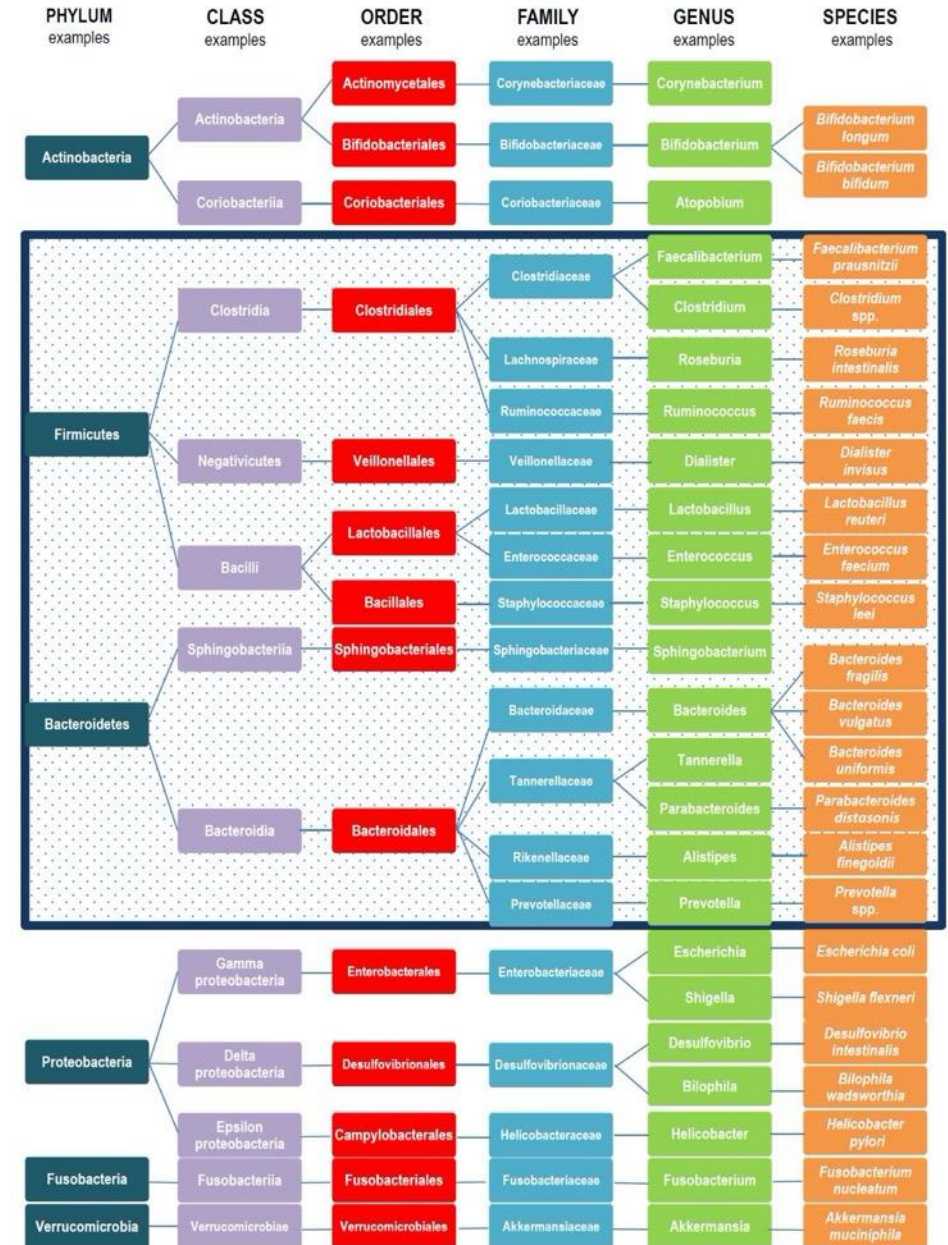 PHYLUM CLASS ORDER FAMILY GENUS SPECIES
examples examples examples examples examples examples
Actinomycetales Corynebacteriaceae Corynebacterium
Actinobacteria
Bifidobacterium
longum
Bifidobacteriales Bifidobacteriaceae Bifidobacterium
Actinobacteria
Bifidobacterium
bifidum
Coriobacteriia Coriobacteriales Coriobacteriaceae Atopobium
Faecalibacterium
Faecalibacterium
prausnitzii
Clostridiaceae
Clostridia Clostridiales Clostridium
Clostridium
spp.
Lachnospiraceae Roseburia
Roseburia
intestinalis
Ruminococcaceae Ruminococcus
Ruminococcus
faecis
Firmicutes
Negativicutes Veillonellales Veillonellaceae Dialister
Dialister
invisus
Lactobacillaceae Lactobacillus
Lactobacillus
reuteri
Lactobacillales
Enterococcaceae Enterococcus
Enterococcus
faecium
Bacilli
Bacillales Staphylococcaceae Staphylococcus
Staphylococcus
leei
Sphingobacteriia Sphingobacteriales Sphingobacteriaceae Sphingobacterium
Bacteroides
fragilis
Bacteroidetes Bacteroidaceae Bacteroides
Bacteroides
vulgatus
Tannerella
Bacteroides
uniformis
Tannerellaceae
Parabacteroides
Parabacteroides
distasonis
Bacteroidia Bacteroidales
Rikenellaceae Alistipes
Alistipes
finegoldii
Prevotellaceae Prevotella
Prevotella
spp.
Escherichia Escherichia coli
Gamma
proteobacteria
Enterobacterales Enterobacteriaceae
Shigella Shigella flexneri
Desulfovibrio
Desulfovibrio
intestinalis
Proteobacteria
Delta
proteobacteria
Desulfovibrionales Desulfovibrionaceae
Bilophila
Bilophila
wadsworthia
Epsilon
proteobacteria
Campylobacterales Helicobacteraceae Helicobacter
Helicobacter
pylori
Fusobacteria Fusobacteriia Fusobacteriales Fusobacteriaceae Fusobacterium
Fusobacterium
nucleatum
Verrucomicrobia Verrucomicrobiae Verrucomicrobiales Akkermansiaceae Akkermansia
Akkermansia
muciniphila